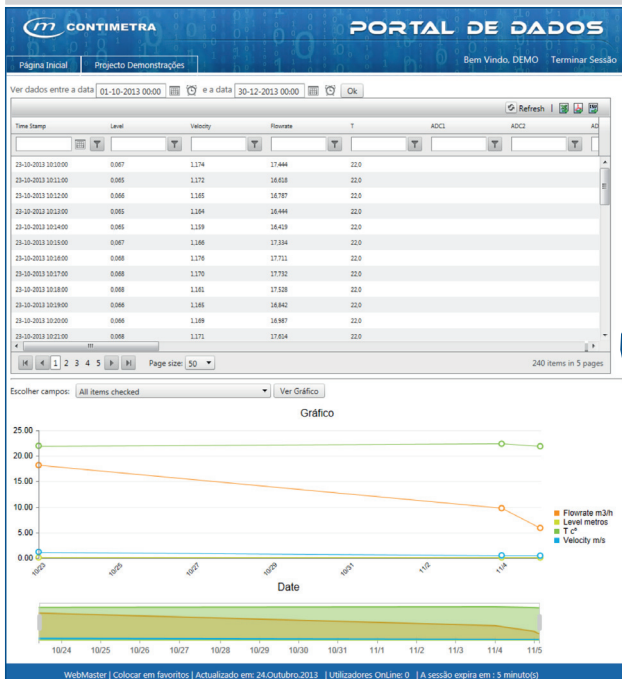 m CONTIMETRA
PORTAL DE DADOS
Página Inicial Projecto Demonstrações Bem Vindo, DEMO Terminar Sessão
Ver dados entre a data 01-10-2013 00:00 e a data 30-12-2013 00:00 Ok
Refresh |
Time Stamp Level Velocity Flowrate T ADC1 ADC2 AD
23-10-2013 10:10:00 0,067 1,174 17,444 22.0
23-10-2013 10:11:00 0,065 1,172 16,616 22.0
23-10-2013 10:12:00 0,066 1,165 16,767 22.0
23-10-2013 10:13:00 0,065 1,164 16,444 22.0
23-10-2013 10:14:00 0,065 1,159 16,419 22.0
23-10-2013 10:15:00 0,067 1,166 17,334 22.0
23-10-2013 10:16:00 0,068 1,176 17,711 22.0
23-10-2013 10:17:00 0,068 1,170 17,732 22.0
23-10-2013 10:18:00 0,068 1,161 17,528 22.0
23-10-2013 10:19:00 0,066 1,165 16,842 22.0
23-10-2013 10:20:00 0,066 1,169 16,987 22.0
23-10-2013 10:21:00 0,068 1,171 17,614 22.0
1 2 3 4 5 Page size: 50 240 items in 5 pages
Escolher campos: All items checked Ver Gráfico
Gráfico
25.00
20.00
15.00
10.00
5.00
0.00
Flowrate m3/h
Level metros
T cº
Velocity m/s
10/23 10/25 10/27 10/29 10/31 11/2 11/4
Date
10/24 10/25 10/26 10/27 10/28 10/29 10/30 10/31 11/1 11/2 11/3 11/4 11/5
WebMaster | Colocar em favoritos | Actualizado em: 24.Outubro.2013 | Utilizadores OnLine: 0 | A sessão expira em : 5 minuto(s)